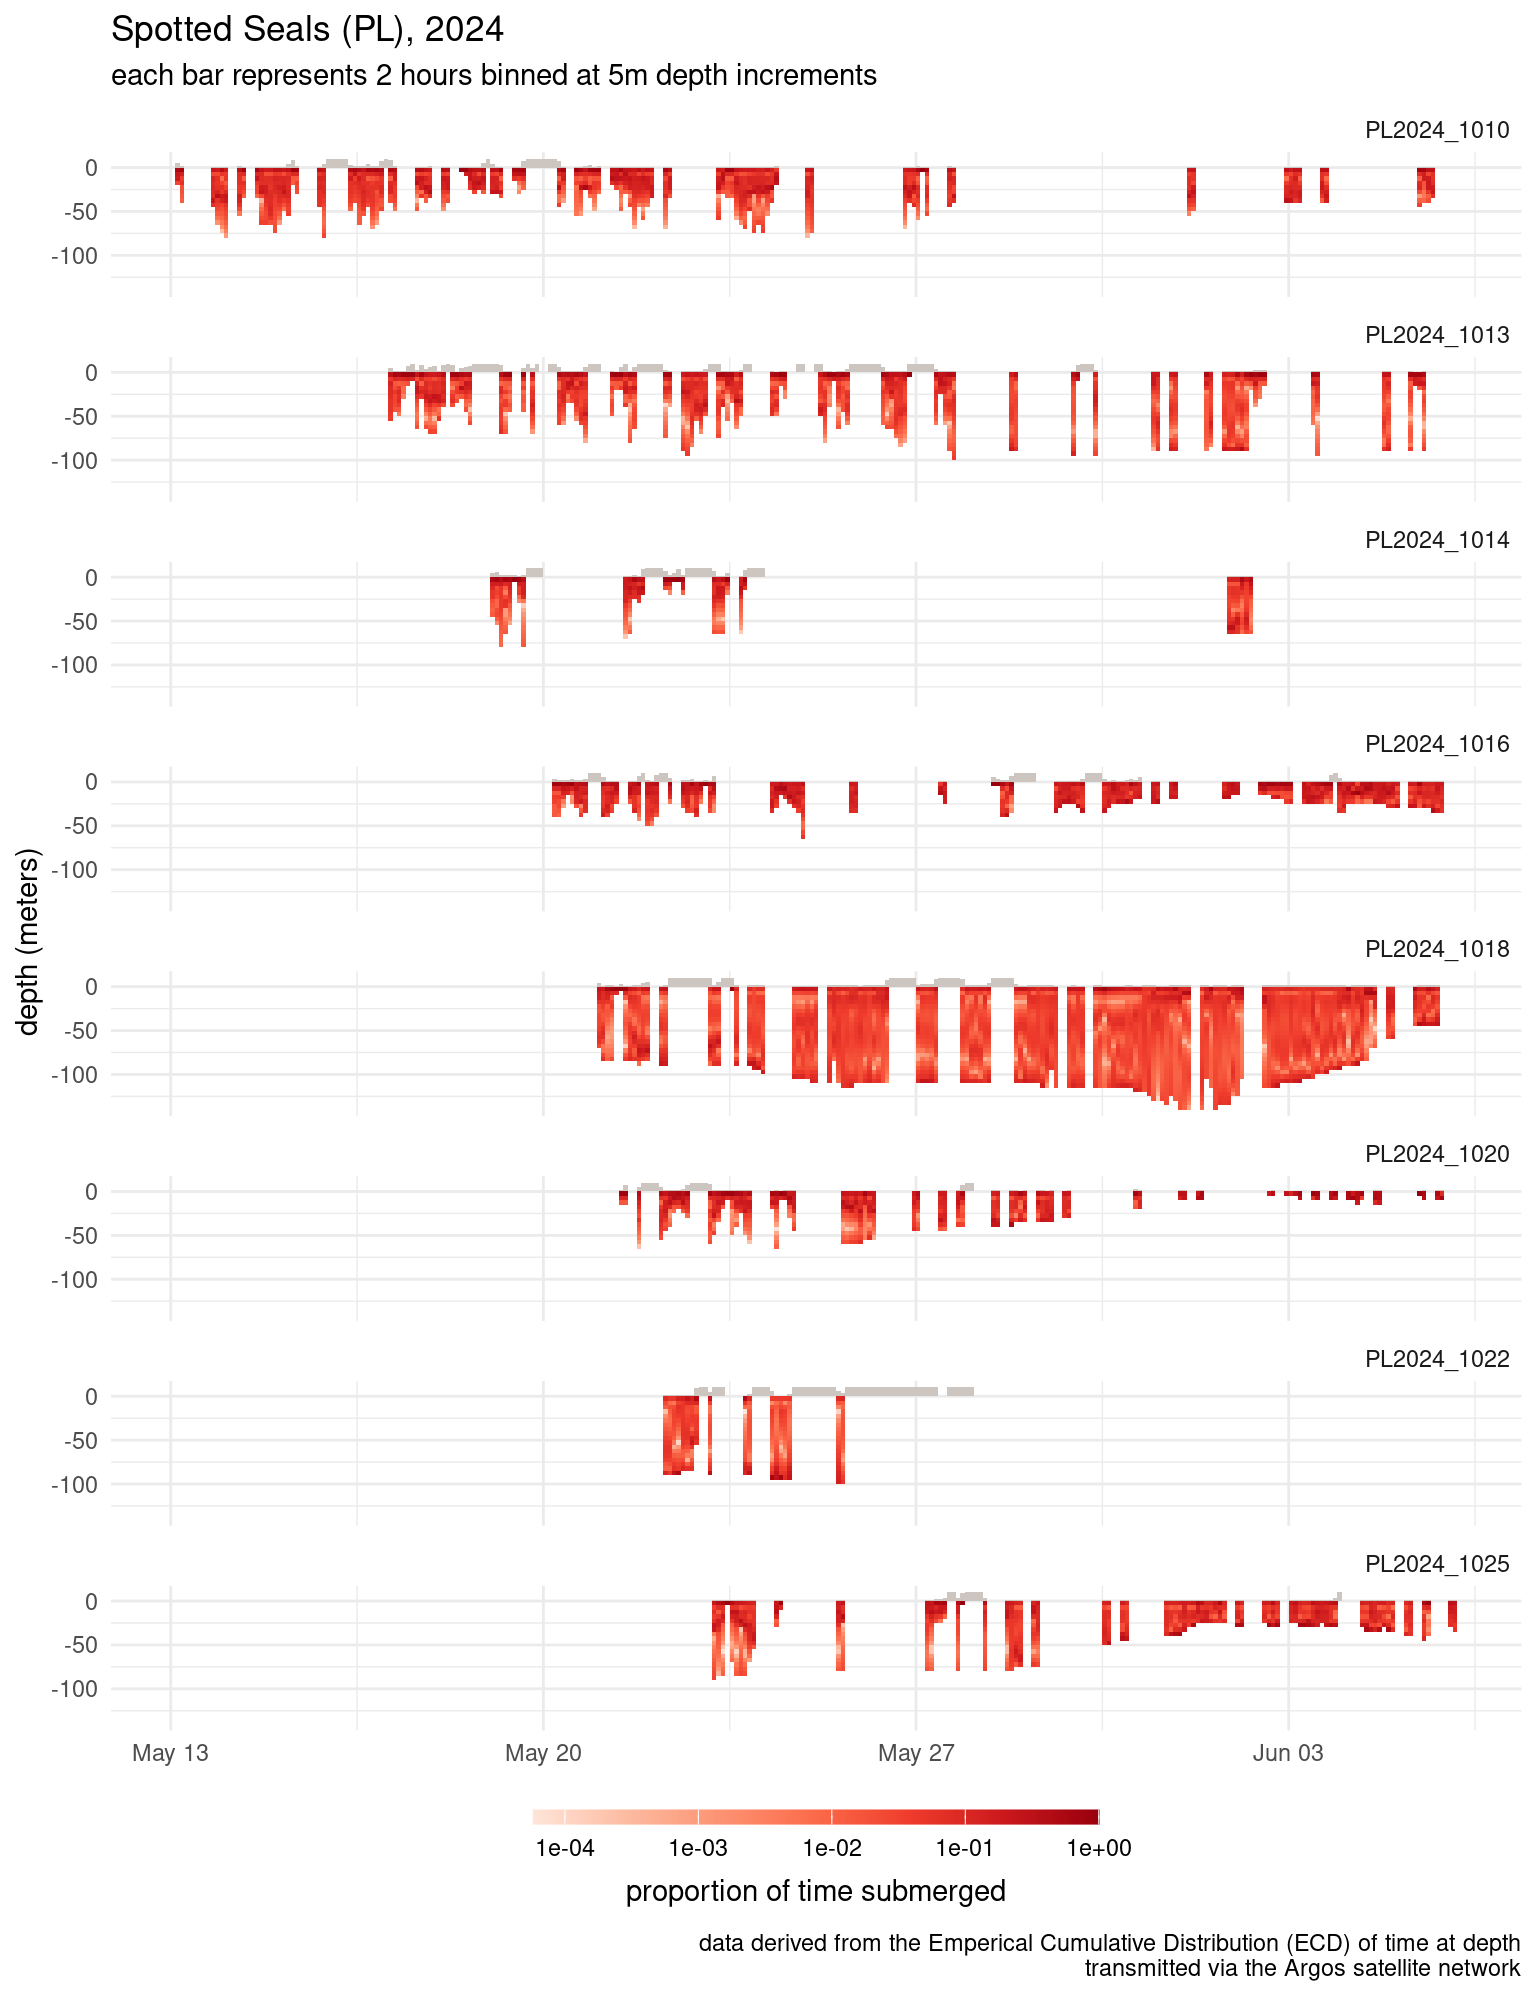 Spotted Seals (PL), 2024
each bar represents 2 hours binned at 5m depth increments
PL2024_1010
0
-50
-100
PL2024_1013
0
-50
-100
PL2024_1014
0
-50
-100
PL2024_1016
0
-50
-100
depth (meters)
PL2024_1018
0
-50
-100
PL2024_1020
0
-50
-100
PL2024_1022
0
-50
-100
PL2024_1025
0
-50
-100
May 13 May 20 May 27 Jun 03
1e-04 1e-03 1e-02 1e-01 1e+00
proportion of time submerged
data derived from the Emperical Cumulative Distribution (ECD) of time at depth
transmitted via the Argos satellite network